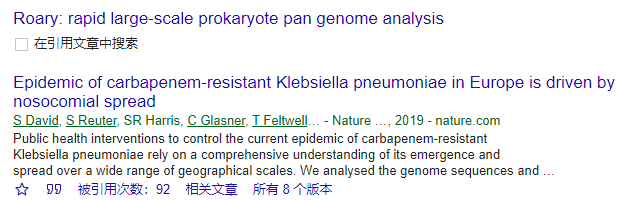 Roary: rapid large-scale prokaryote pan genome analysis
在引用文章中搜索
Epidemic of carbapenem-resistant Klebsiella pneumoniae in Europe is driven by
nosocomial spread
S David, S Reuter, SR Harris, C Glasner, T Feltwell… - Nature …, 2019 - nature.com
Public health interventions to control the current epidemic of carbapenem-resistant
Klebsiella pneumoniae rely on a comprehensive understanding of its emergence and
spread over a wide range of geographical scales. We analysed the genome sequences and …
被引用次数：92 相关文章 所有 8 个版本